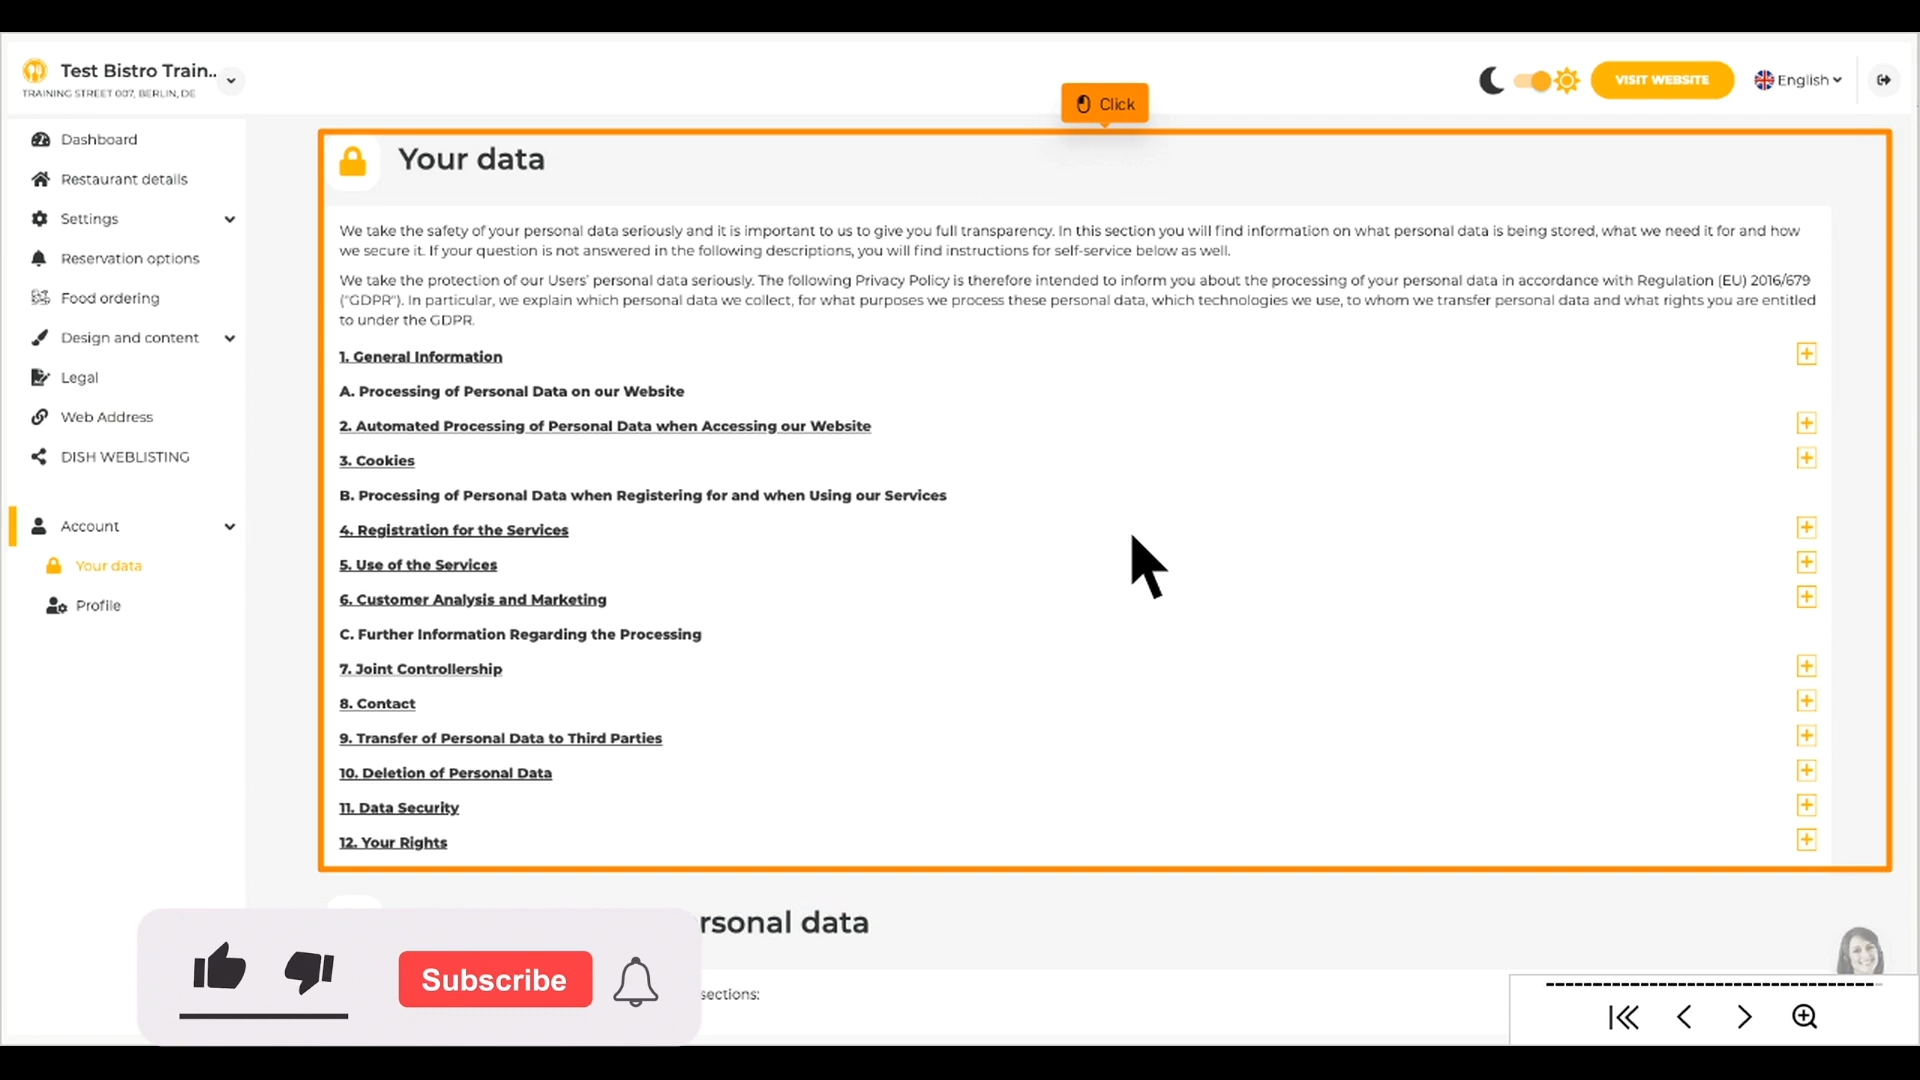 Test Bistro Train..
TRAINING STREET 007, BERLIN, DE
Click
VISIT WEBSITE
English
Dashboard
Restaurant details
Settings
Reservation options
Food ordering
Design and content
Legal
Web Address
DISH WEBLISTING
Account
Your data
Profile
Your data
We take the safety of your personal data seriously and it is important to us to give you full transparency. In this section you will find information on what personal data is being stored, what we need it for and how
we secure it. If your question is not answered in the following descriptions, you will find instructions for self-service below as well.
We take the protection of our Users' personal data seriously. The following Privacy Policy is therefore intended to inform you about the processing of your personal data in accordance with Regulation (EU) 2016/679
("GDPR"). In particular, we explain which personal data we collect, for what purposes we process these personal data, which technologies we use, to whom we transfer personal data and what rights you are entitled
to under the GDPR.
1. General Information
A. Processing of Personal Data on our Website
2. Automated Processing of Personal Data when Accessing our Website
3. Cookies
B. Processing of Personal Data when Registering for and when Using our Services
4. Registration for the Services
5. Use of the Services
6. Customer Analysis and Marketing
C. Further Information Regarding the Processing
7. Joint Controllership
8. Contact
9. Transfer of Personal Data to Third Parties
10. Deletion of Personal Data
11. Data Security
12. Your Rights
rsonal data
sections:
Subscribe